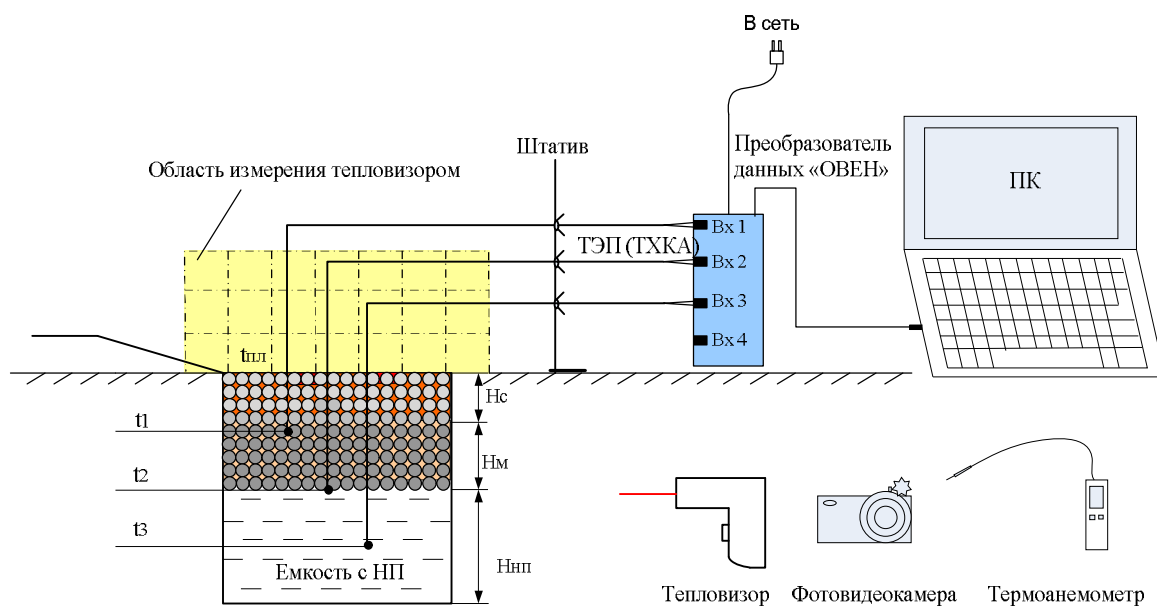 В сеть
Штатив
Преобразователь
данных «ОВЕН»
Область измерения тепловизором
ПК
Вх 1
ТЭП (ТХКА)
Вх 2
Вх 3
Вх 4
tпл
Hс
t1
Hм
t2
t3
Hнп
Емкость с НП
Тепловизор
Фотовидеокамера
Термоанемометр